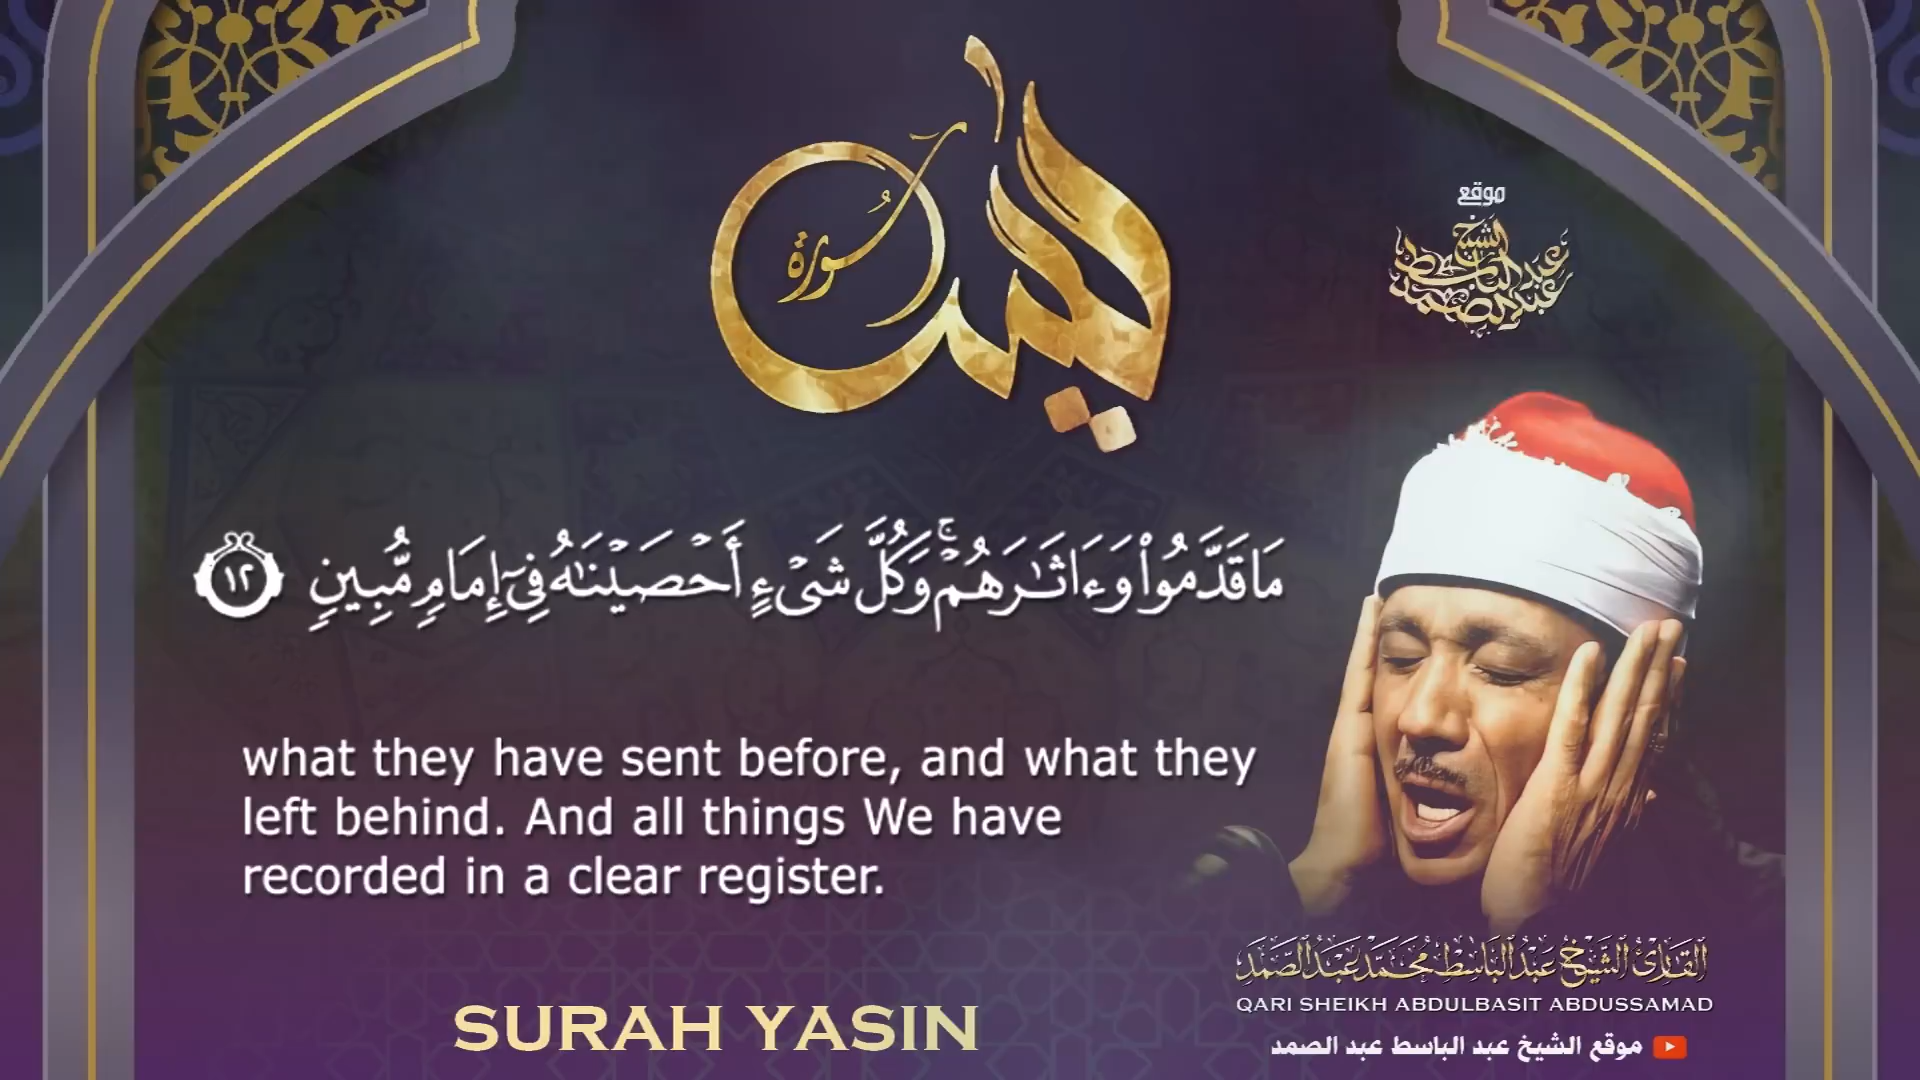 سورة
يس
موقع
الشيخ
عبد الباسط
عبد الصمد
مَا قَدَّمُوا۟ وَءَاثَـٰرَهُمْ ۚ وَكُلَّ شَىْءٍ أَحْصَيْنَـٰهُ فِىٓ إِمَامٍ مُّبِينٍ ١٢
what they have sent before, and what they
left behind. And all things We have
recorded in a clear register.
القارئ الشيخ عبد الباسط محمد عبد الصمد
QARI SHEIKH ABDULBASIT ABDUSSAMAD
موقع الشيخ عبد الباسط عبد الصمد
SURAH YASIN